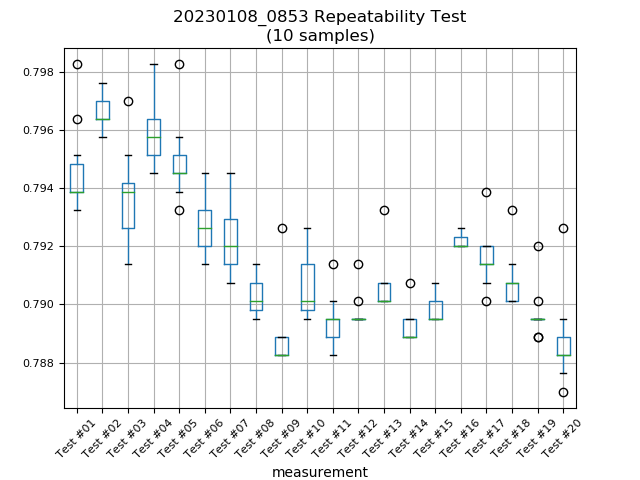 20230108_0853 Repeatability Test
(10 samples)
0.798
0.796
0.794
0.792
0.790
0.788
Test #01
Test #02
Test #03
Test #04
Test #05
Test #06
Test #07
Test #08
Test #09
Test #10
Test #11
Test #12
Test #13
Test #14
Test #15
Test #16
Test #17
Test #18
Test #19
Test #20
measurement